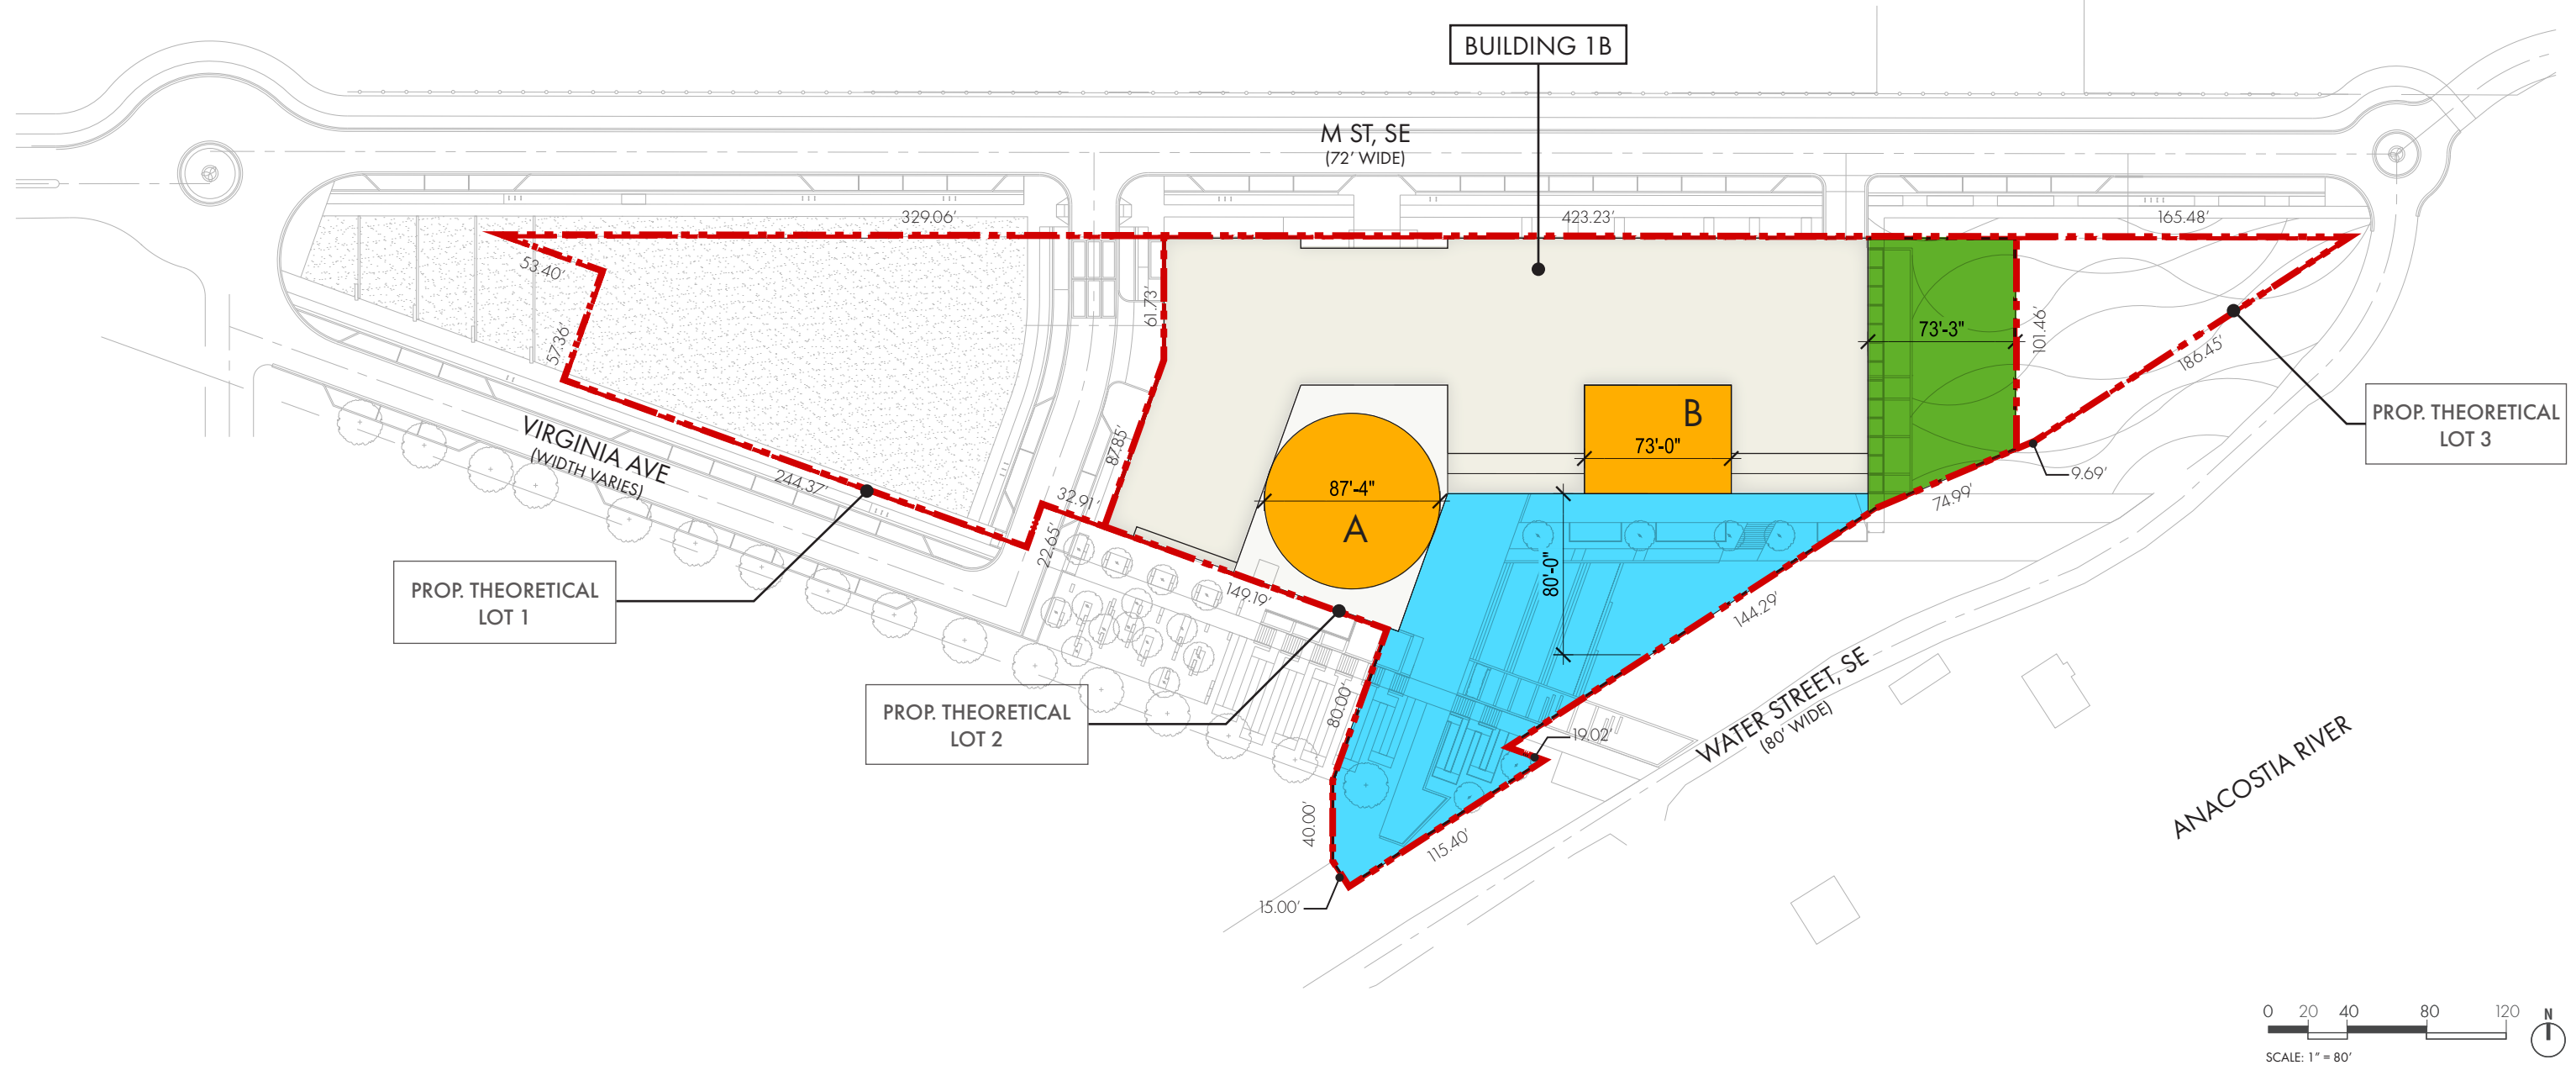 BUILDING 1B
M ST, SE
(72' WIDE)
329.06'
423.23'
165.48'
53.40'
57.36'
61.73'
87.85'
73'-3"
101.46'
186.45'
PROP. THEORETICAL
LOT 3
B
73'-0"
87'-4"
A
VIRGINIA AVE
(WIDTH VARIES)
244.37'
32.91'
22.65'
9.69'
74.99'
80'-0"
149.19'
144.29'
PROP. THEORETICAL
LOT 1
PROP. THEORETICAL
LOT 2
80.00'
19.02'
WATER STREET, SE
(80' WIDE)
ANACOSTIA RIVER
40.00'
115.40'
15.00'
0 20 40 80 120
N
SCALE: 1" = 80'